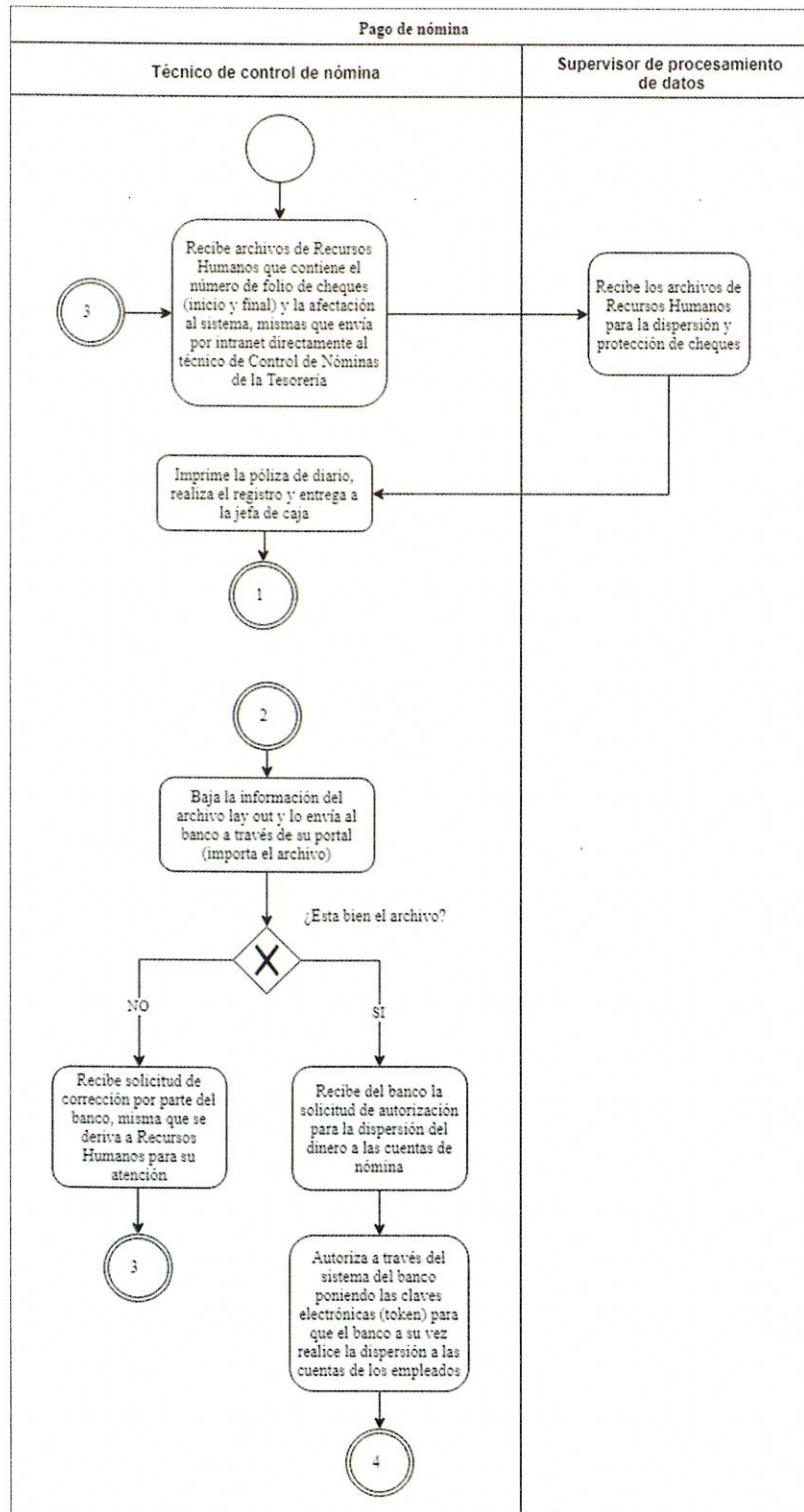 Pago de nómina
Técnico de control de nómina
Supervisor de procesamiento
de datos
Recibe archivos de Recursos
Humanos que contiene el
número de folio de cheques
(inicio y final) y la afectación
al sistema, mismas que envía
por intranet directamente al
técnico de Control de Nóminas
de la Tesorería
3
Recibe los archivos de
Recursos Humanos
para la dispersión y
protección de cheques
Imprime la póliza de diario,
realiza el registro y entrega a
la jefa de caja
1
2
Baja la información del
archivo lay out y lo envía al
banco a través de su portal
(importa el archivo)
¿Esta bien el archivo?
NO
SI
Recibe solicitud de
corrección por parte del
banco, misma que se
deriva a Recursos
Humanos para su
atención
Recibe del banco la
solicitud de autorización
para la dispersión del
dinero a las cuentas de
nómina
3
Autoriza a través del
sistema del banco
poniendo las claves
electrónicas (token) para
que el banco a su vez
realice la dispersión a las
cuentas de los empleados
4